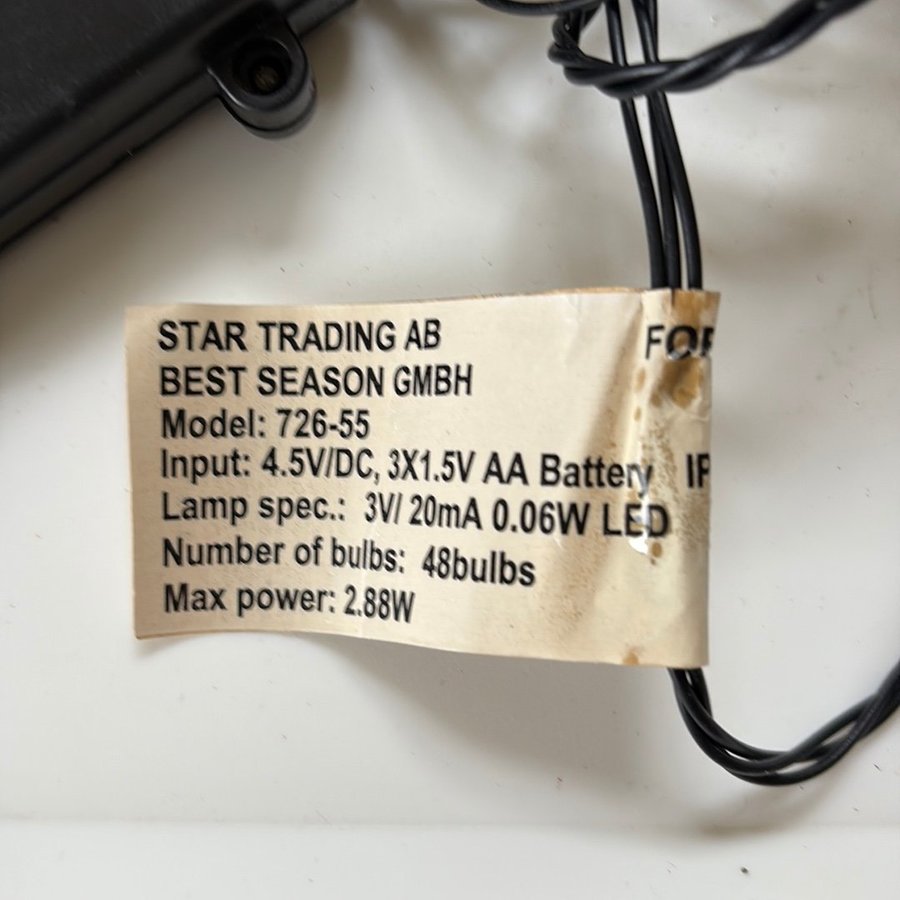 STAR TRADING AB
BEST SEASON GMBH
Model: 726-55
Input: 4.5V/DC, 3X1.5V AA Battery
Lamp spec.: 3V/ 20mA 0.06W LED
Number of bulbs: 48bulbs
Max power: 2.88W
FOR